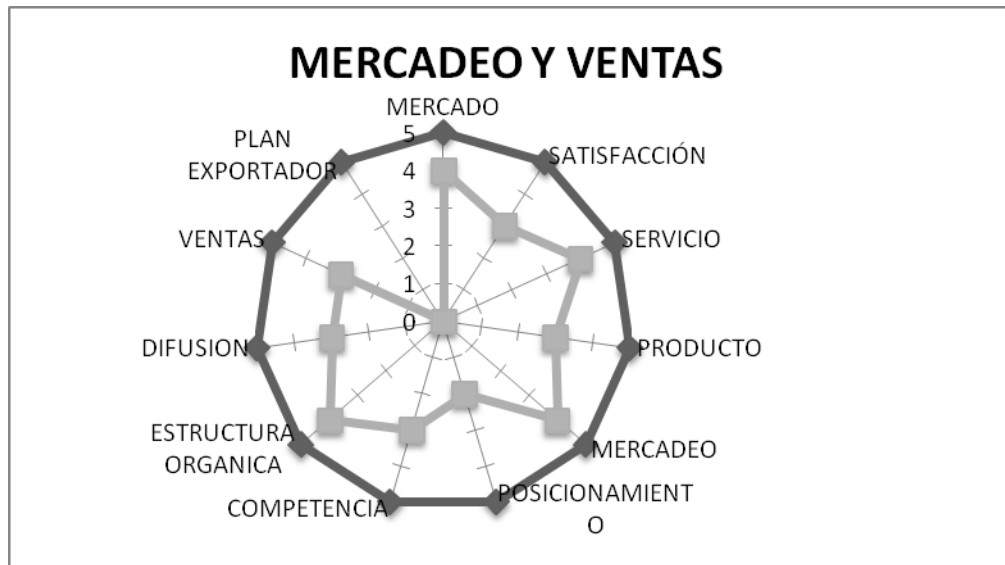 MERCADEO Y VENTAS
MERCADO
SATISFACCIÓN
SERVICIO
PRODUCTO
MERCADEO
POSICIONAMIENT
O
COMPETENCIA
ESTRUCTURA
ORGANICA
DIFUSION
VENTAS
PLAN
EXPORTADOR
5
4
3
2
1
0